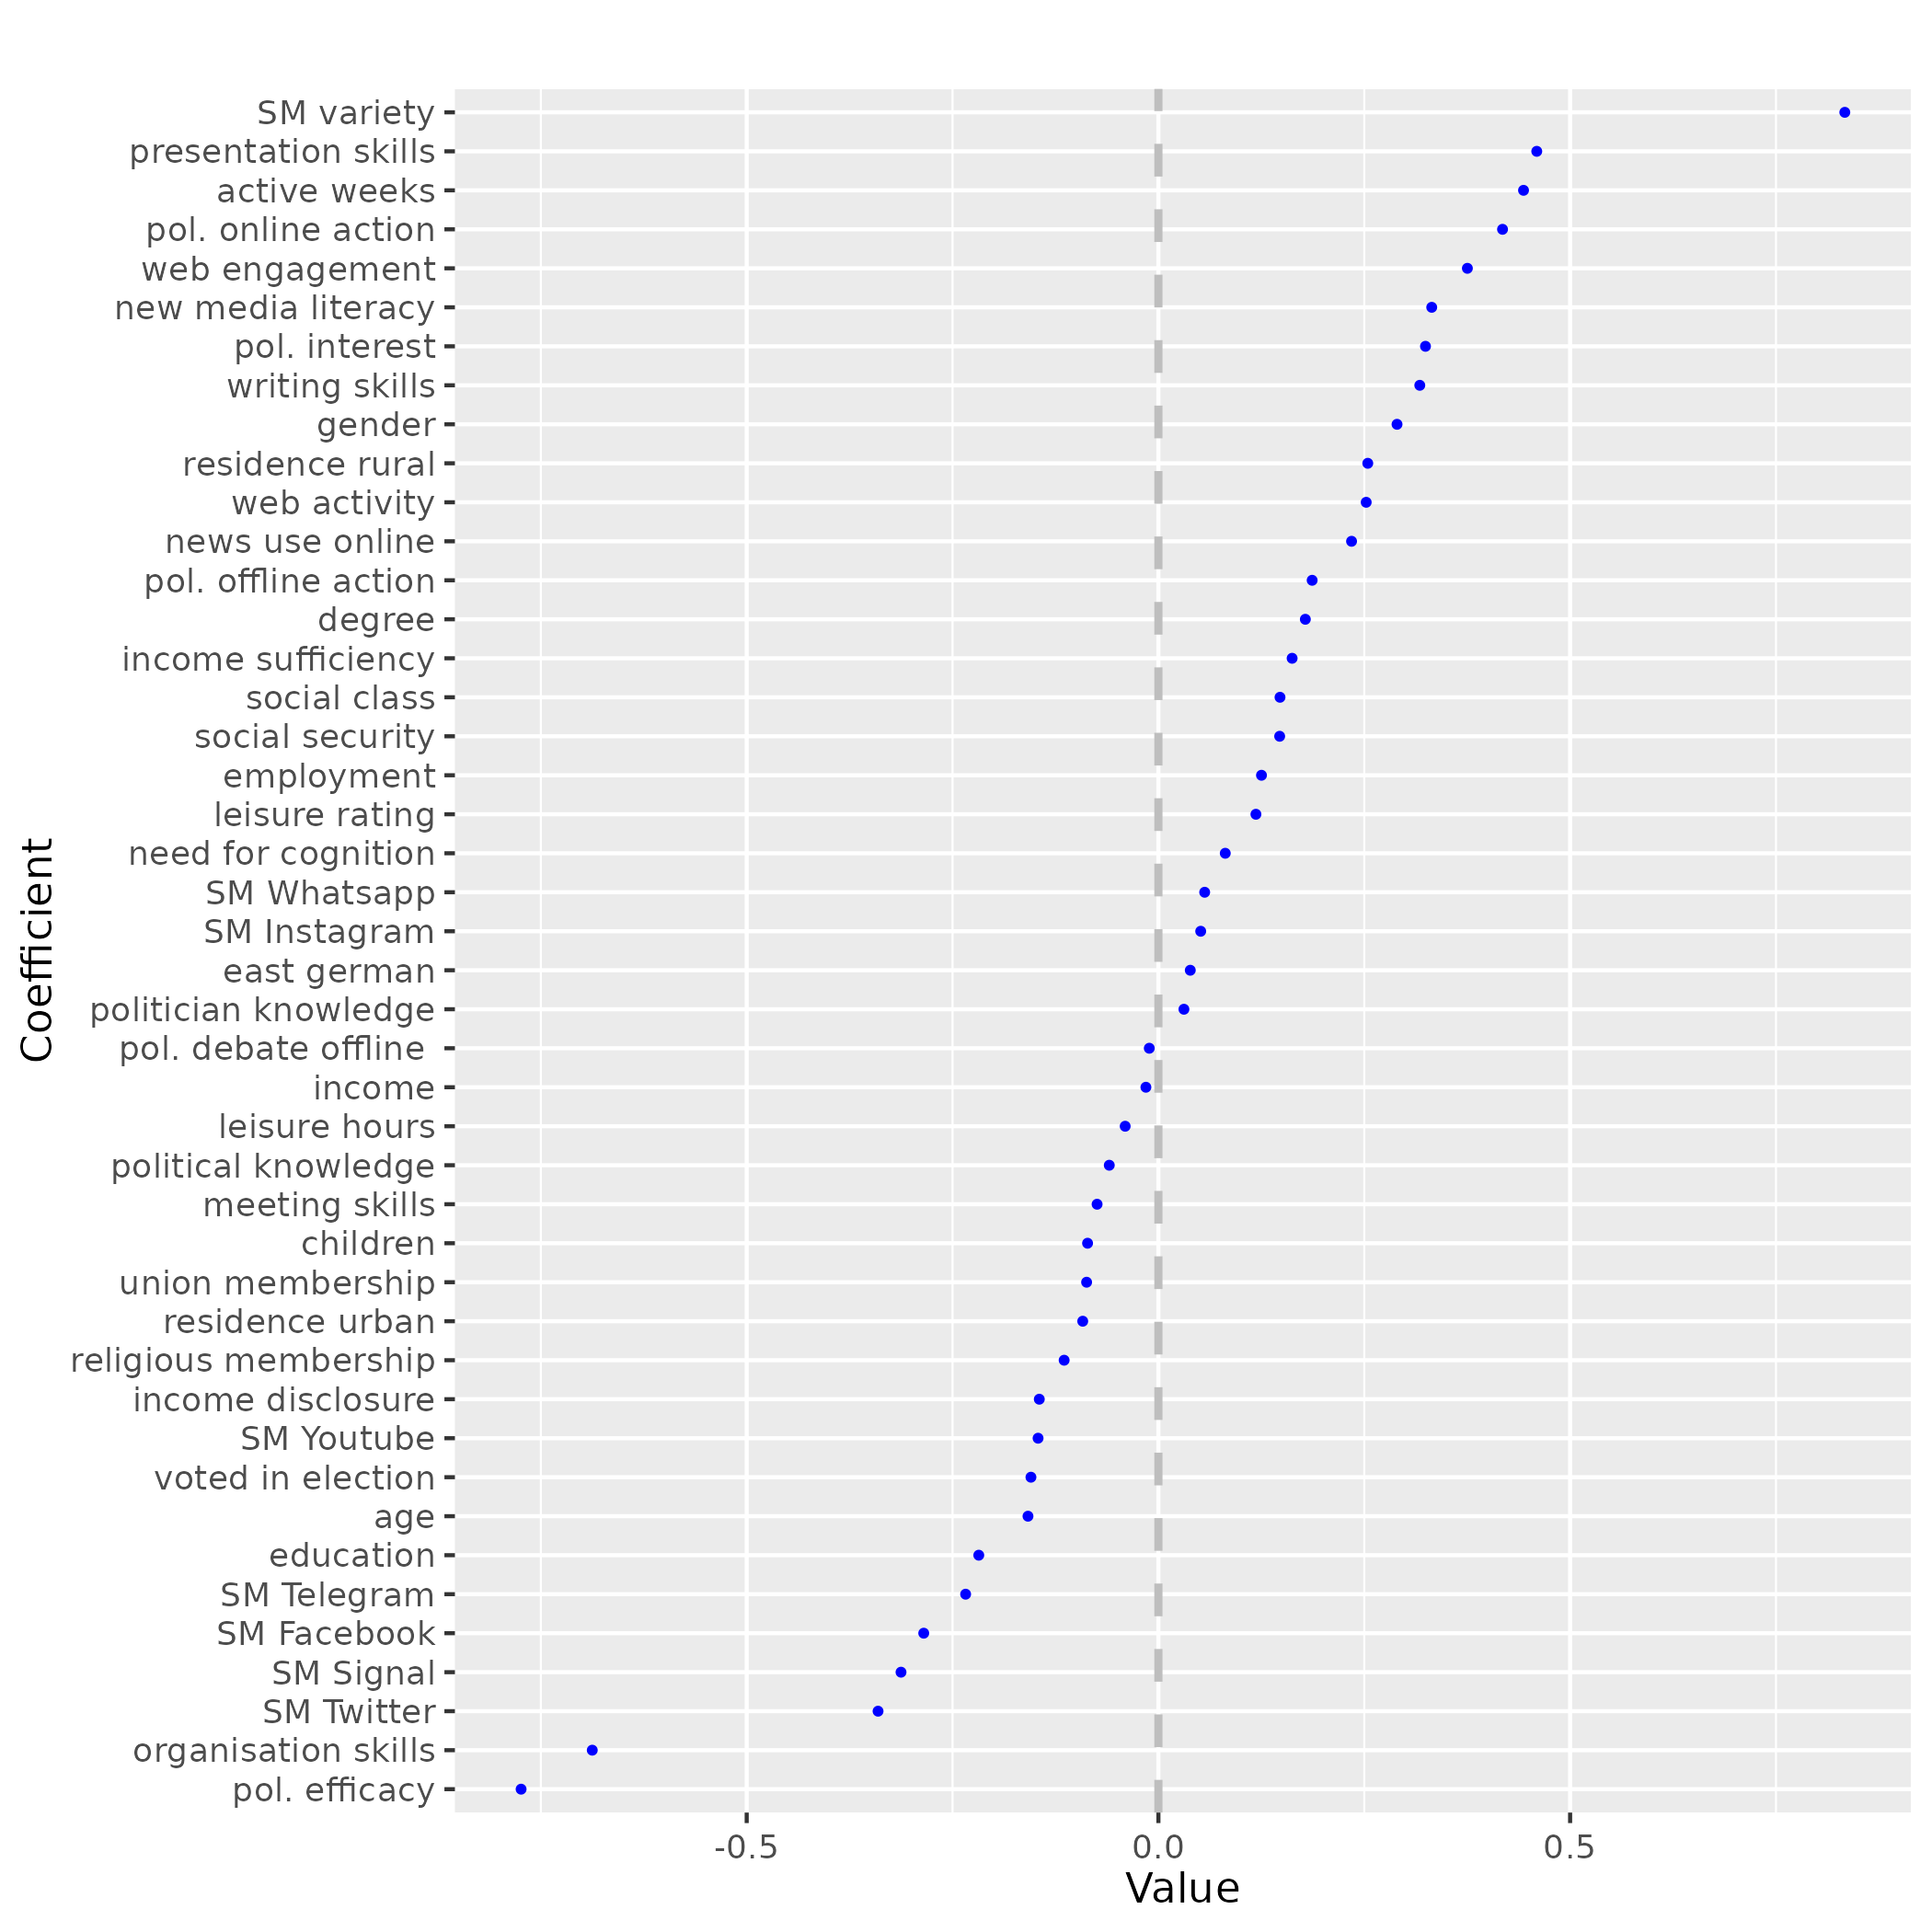 SM variety
presentation skills
active weeks
pol. online action
web engagement
new media literacy
pol. interest
writing skills
gender
residence rural
web activity
news use online
pol. offline action
degree
income sufficiency
social class
social security
employment
leisure rating
need for cognition
SM Whatsapp
SM Instagram
east german
politician knowledge
pol. debate offline
income
leisure hours
political knowledge
meeting skills
children
union membership
residence urban
religious membership
income disclosure
SM Youtube
voted in election
age
education
SM Telegram
SM Facebook
SM Signal
SM Twitter
organisation skills
pol. efficacy
Coefficient
-0.5 0.0 0.5
Value